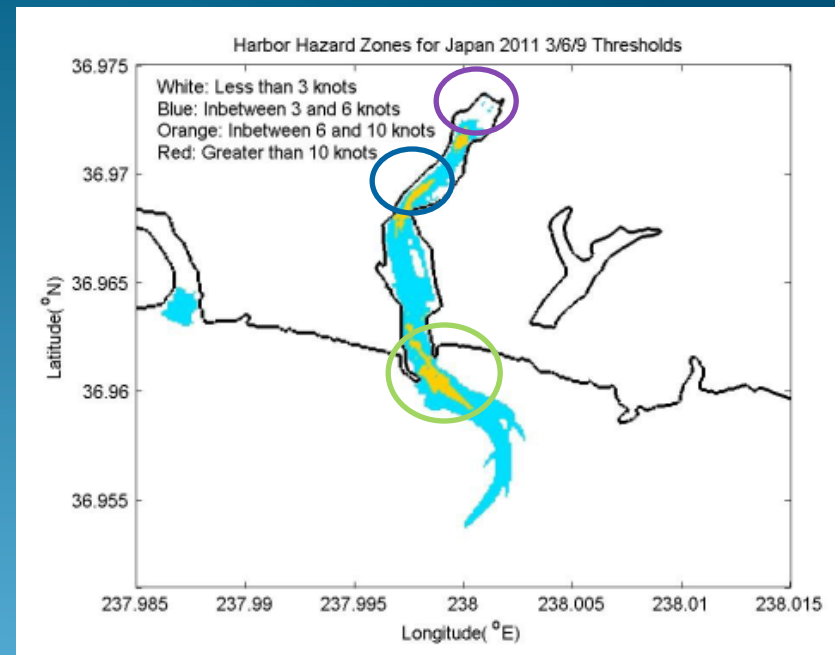 Harbor Hazard Zones for Japan 2011 3/6/9 Thresholds
White: Less than 3 knots
Blue: Inbetween 3 and 6 knots
Orange: Inbetween 6 and 10 knots
Red: Greater than 10 knots
36.975
36.97
36.965
36.96
36.955
Latitude( °N)
237.985 237.99 237.995 238 238.005 238.01 238.015
Longitude( °E)